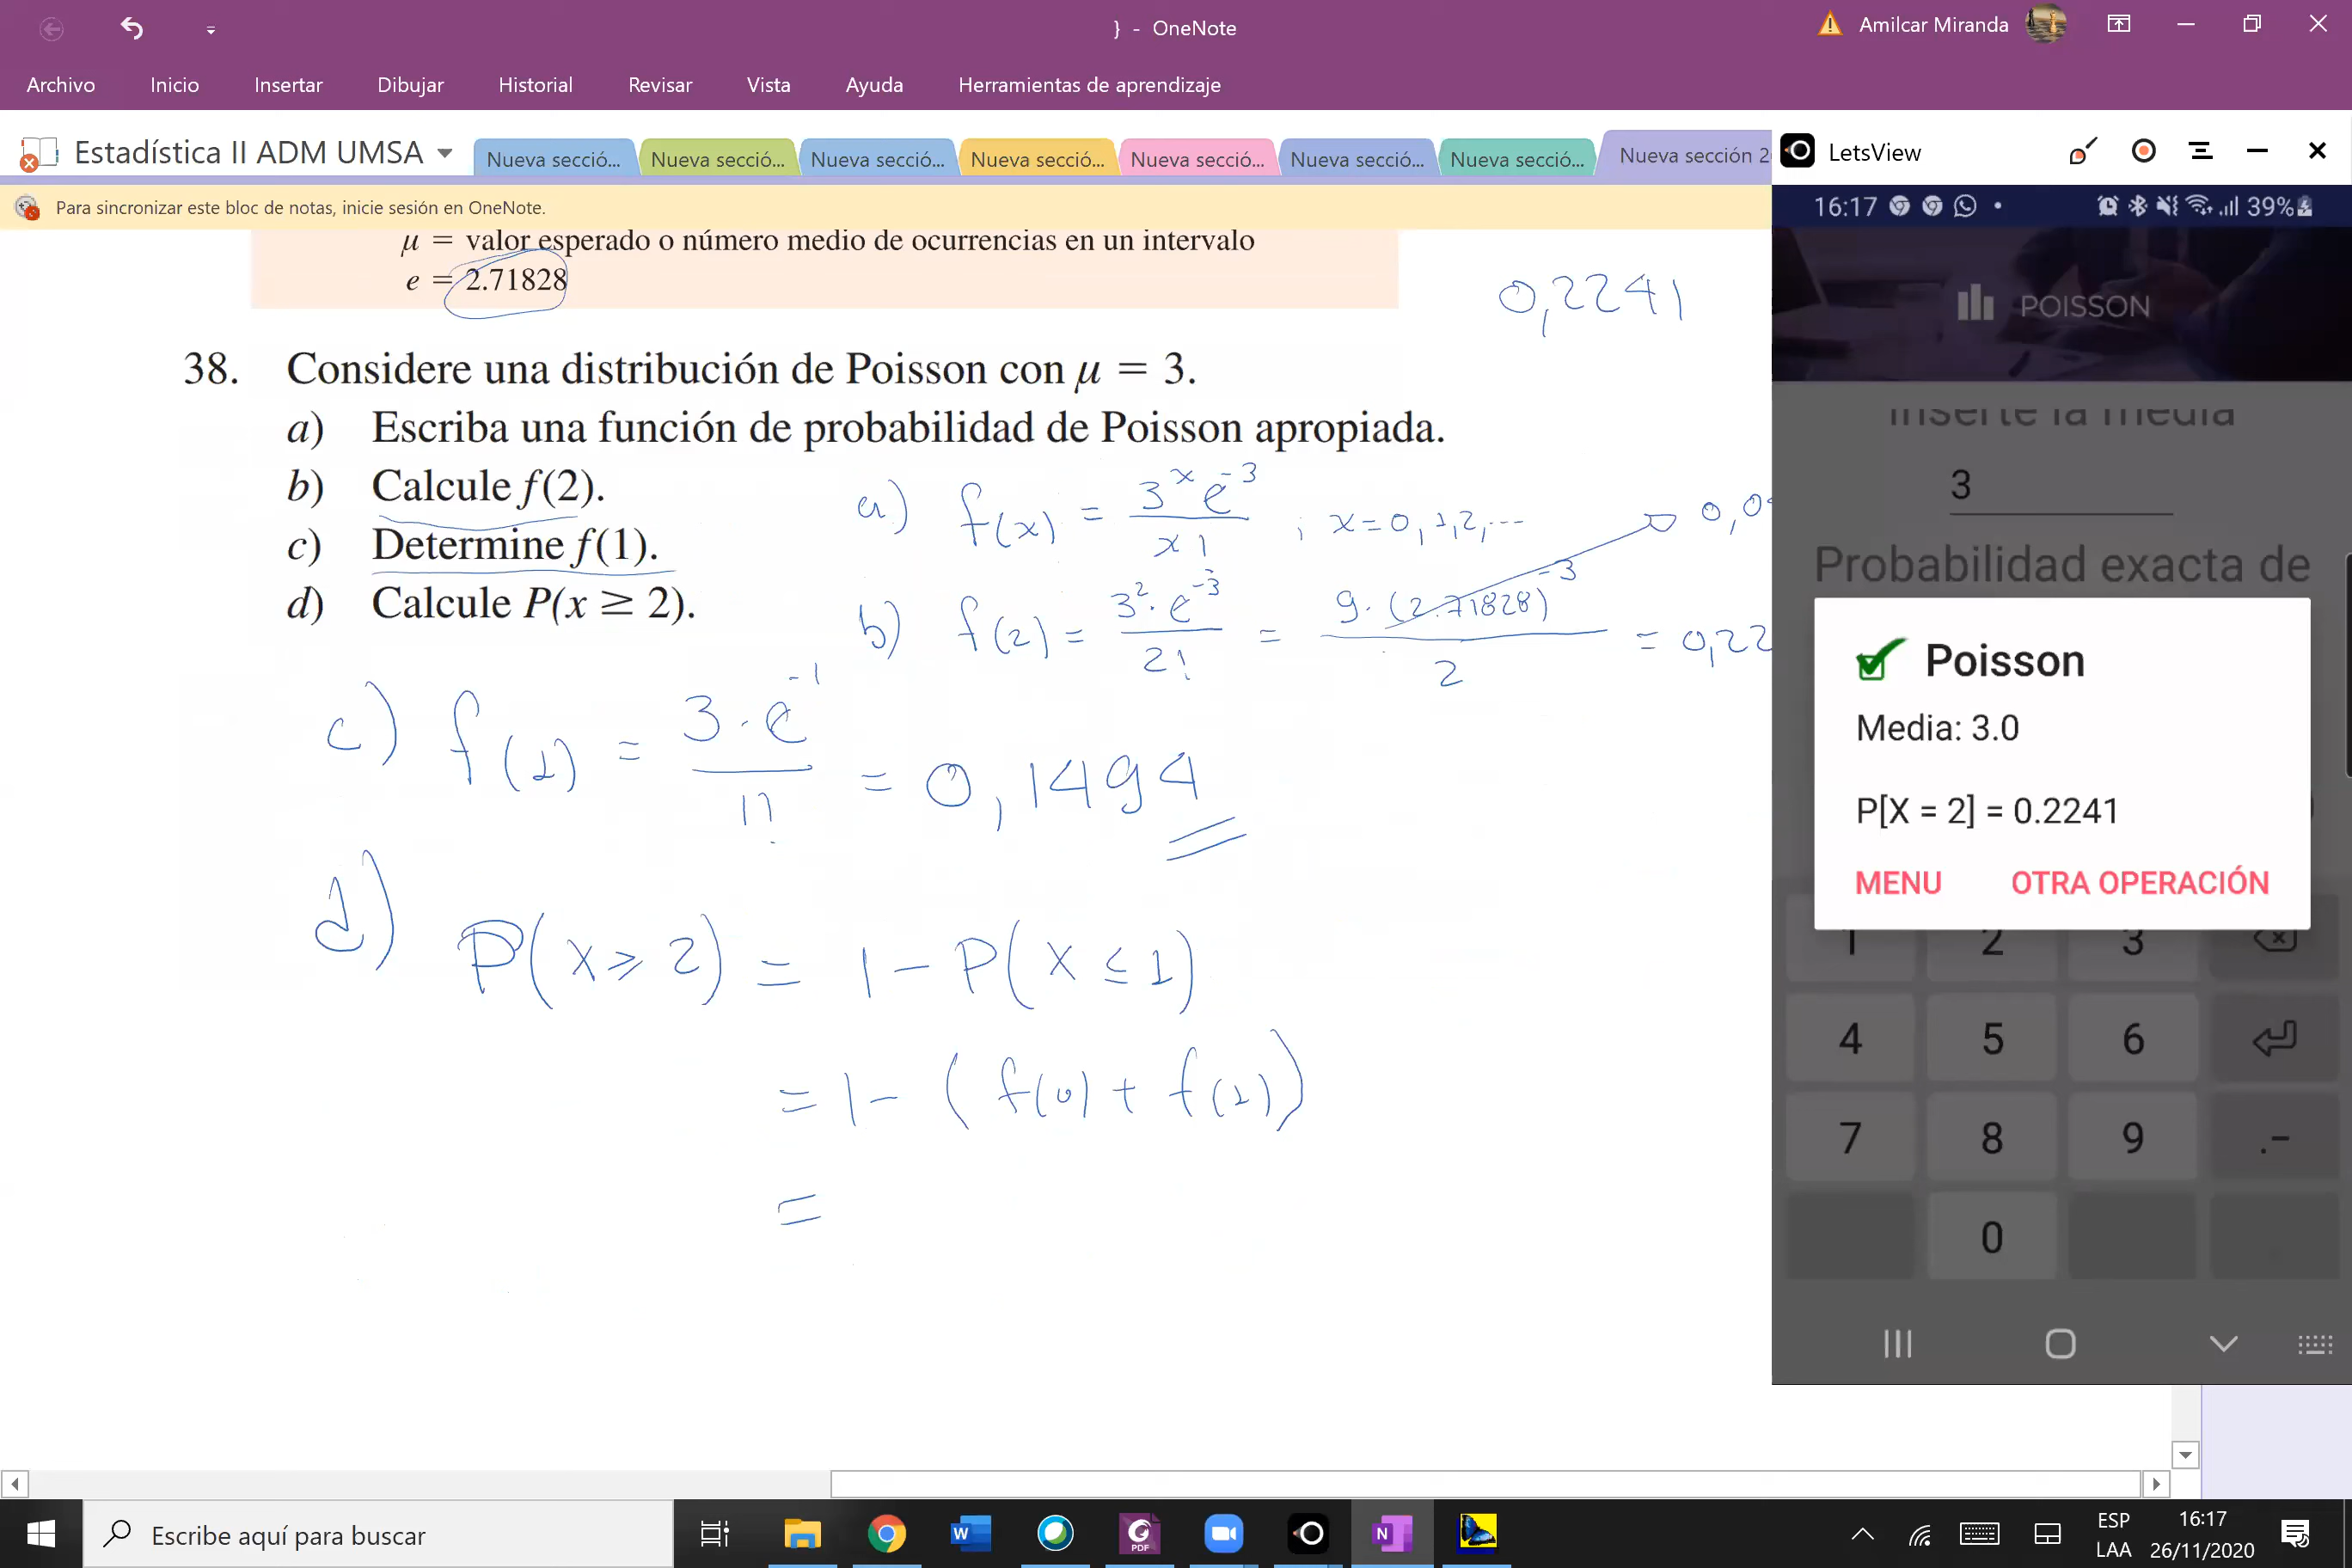 } - OneNote
Amilcar Miranda
Archivo Inicio Insertar Dibujar Historial Revisar Vista Ayuda Herramientas de aprendizaje
Estadística II ADM UMSA
Nueva secció... Nueva secció... Nueva secció... Nueva secció... Nueva secció... Nueva secció... Nueva secció... Nueva sección 2
Para sincronizar este bloc de notas, inicie sesión en OneNote.
μ = valor esperado o número medio de ocurrencias en un intervalo
e = 2.71828
0,2241
38. Considere una distribución de Poisson con μ = 3.
a) Escriba una función de probabilidad de Poisson apropiada.
b) Calcule f(2).
c) Determine f(1).
d) Calcule P(x ≥ 2).
a) f(x) = 3^x e^-3 / x! ; x = 0, 1, 2, ...
0,0
b) f(2) = 3^2 · e^-3 / 2! = 9 · (2.71828)^-3 / 2 = 0,22
c) f(1) = 3 · e^-1 / 1! = 0,1494
d) P(x ≥ 2) = 1 - P(x ≤ 1)
= 1 - (f(0) + f(1))
=
LetsView
16:17 39%
POISSON
Inserte la media
3
Probabilidad exacta de
Poisson
Media: 3.0
P[X = 2] = 0.2241
MENU OTRA OPERACIÓN
1 2 3
4 5 6
7 8 9 .-
0
Escribe aquí para buscar
ESP
LAA
16:17
26/11/2020